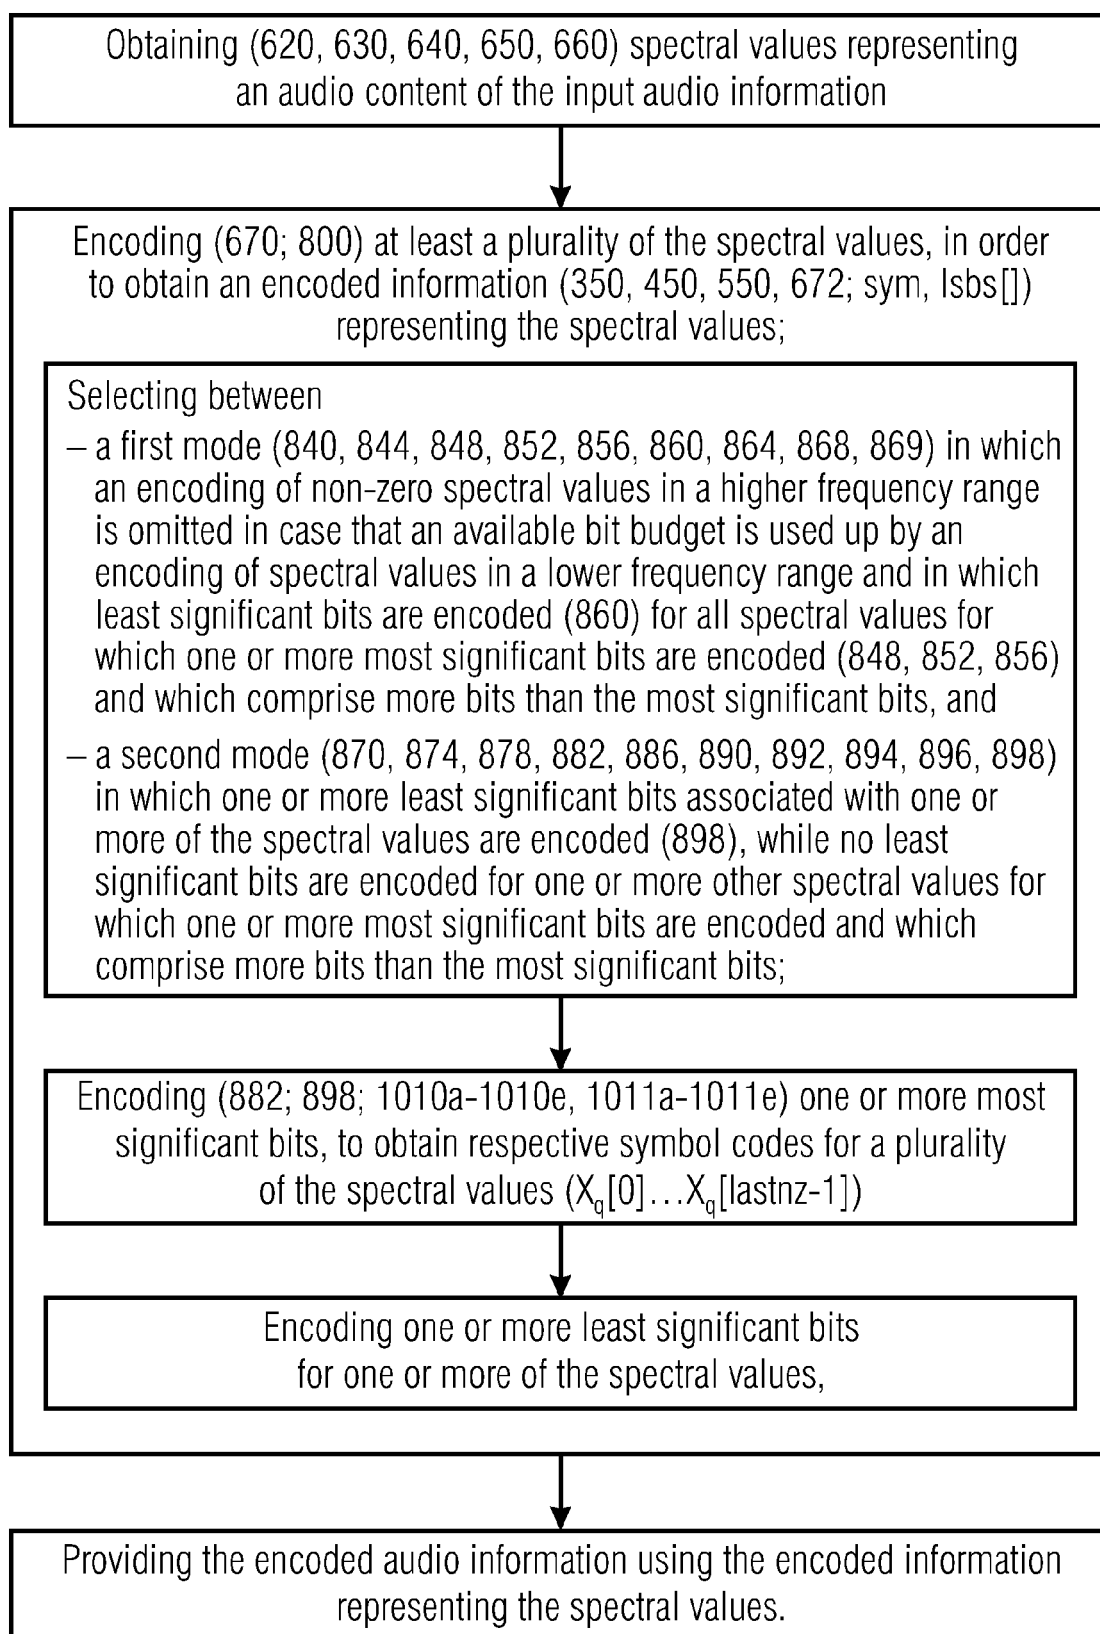 Obtaining (620, 630, 640, 650, 660) spectral values representing
an audio content of the input audio information
Encoding (670; 800) at least a plurality of the spectral values, in order
to obtain an encoded information (350, 450, 550, 672; sym, lsbs[])
representing the spectral values;
Selecting between
– a first mode (840, 844, 848, 852, 856, 860, 864, 868, 869) in which
an encoding of non-zero spectral values in a higher frequency range
is omitted in case that an available bit budget is used up by an
encoding of spectral values in a lower frequency range and in which
least significant bits are encoded (860) for all spectral values for
which one or more most significant bits are encoded (848, 852, 856)
and which comprise more bits than the most significant bits, and
– a second mode (870, 874, 878, 882, 886, 890, 892, 894, 896, 898)
in which one or more least significant bits associated with one or
more of the spectral values are encoded (898), while no least
significant bits are encoded for one or more other spectral values for
which one or more most significant bits are encoded and which
comprise more bits than the most significant bits;
Encoding (882; 898; 1010a-1010e, 1011a-1011e) one or more most
significant bits, to obtain respective symbol codes for a plurality
of the spectral values (X_q[0]...X_q[lastnz-1])
Encoding one or more least significant bits
for one or more of the spectral values,
Providing the encoded audio information using the encoded information
representing the spectral values.